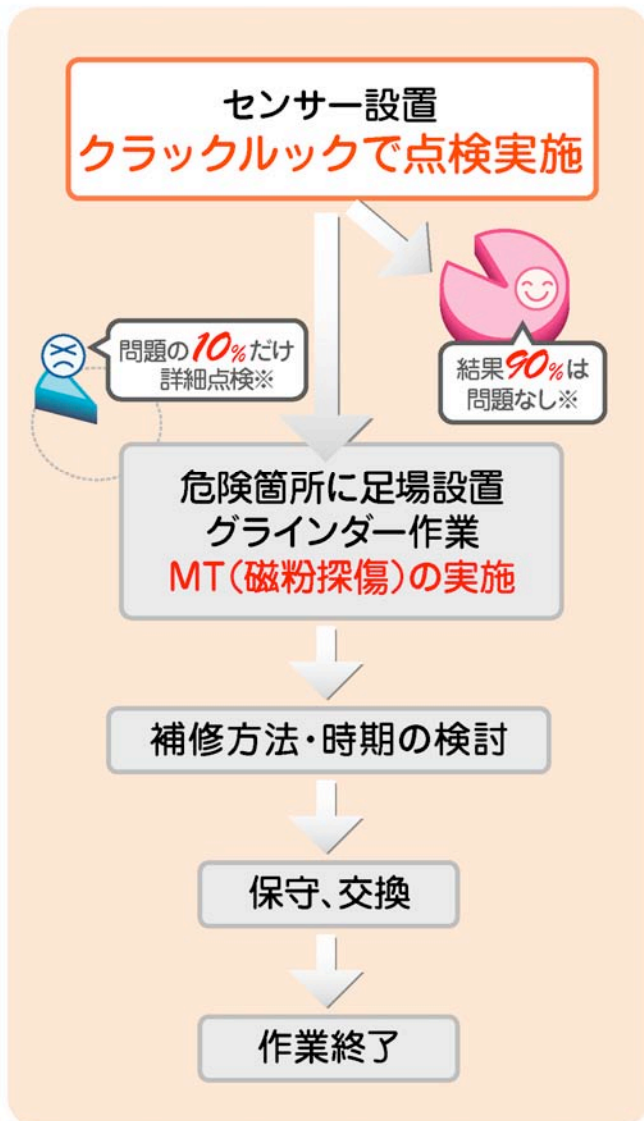 センサー設置
クラックルックで点検実施
問題の10%だけ
詳細点検※
結果90%は
問題なし※
危険箇所に足場設置
グラインダー作業
MT(磁粉探傷)の実施
補修方法・時期の検討
保守、交換
作業終了